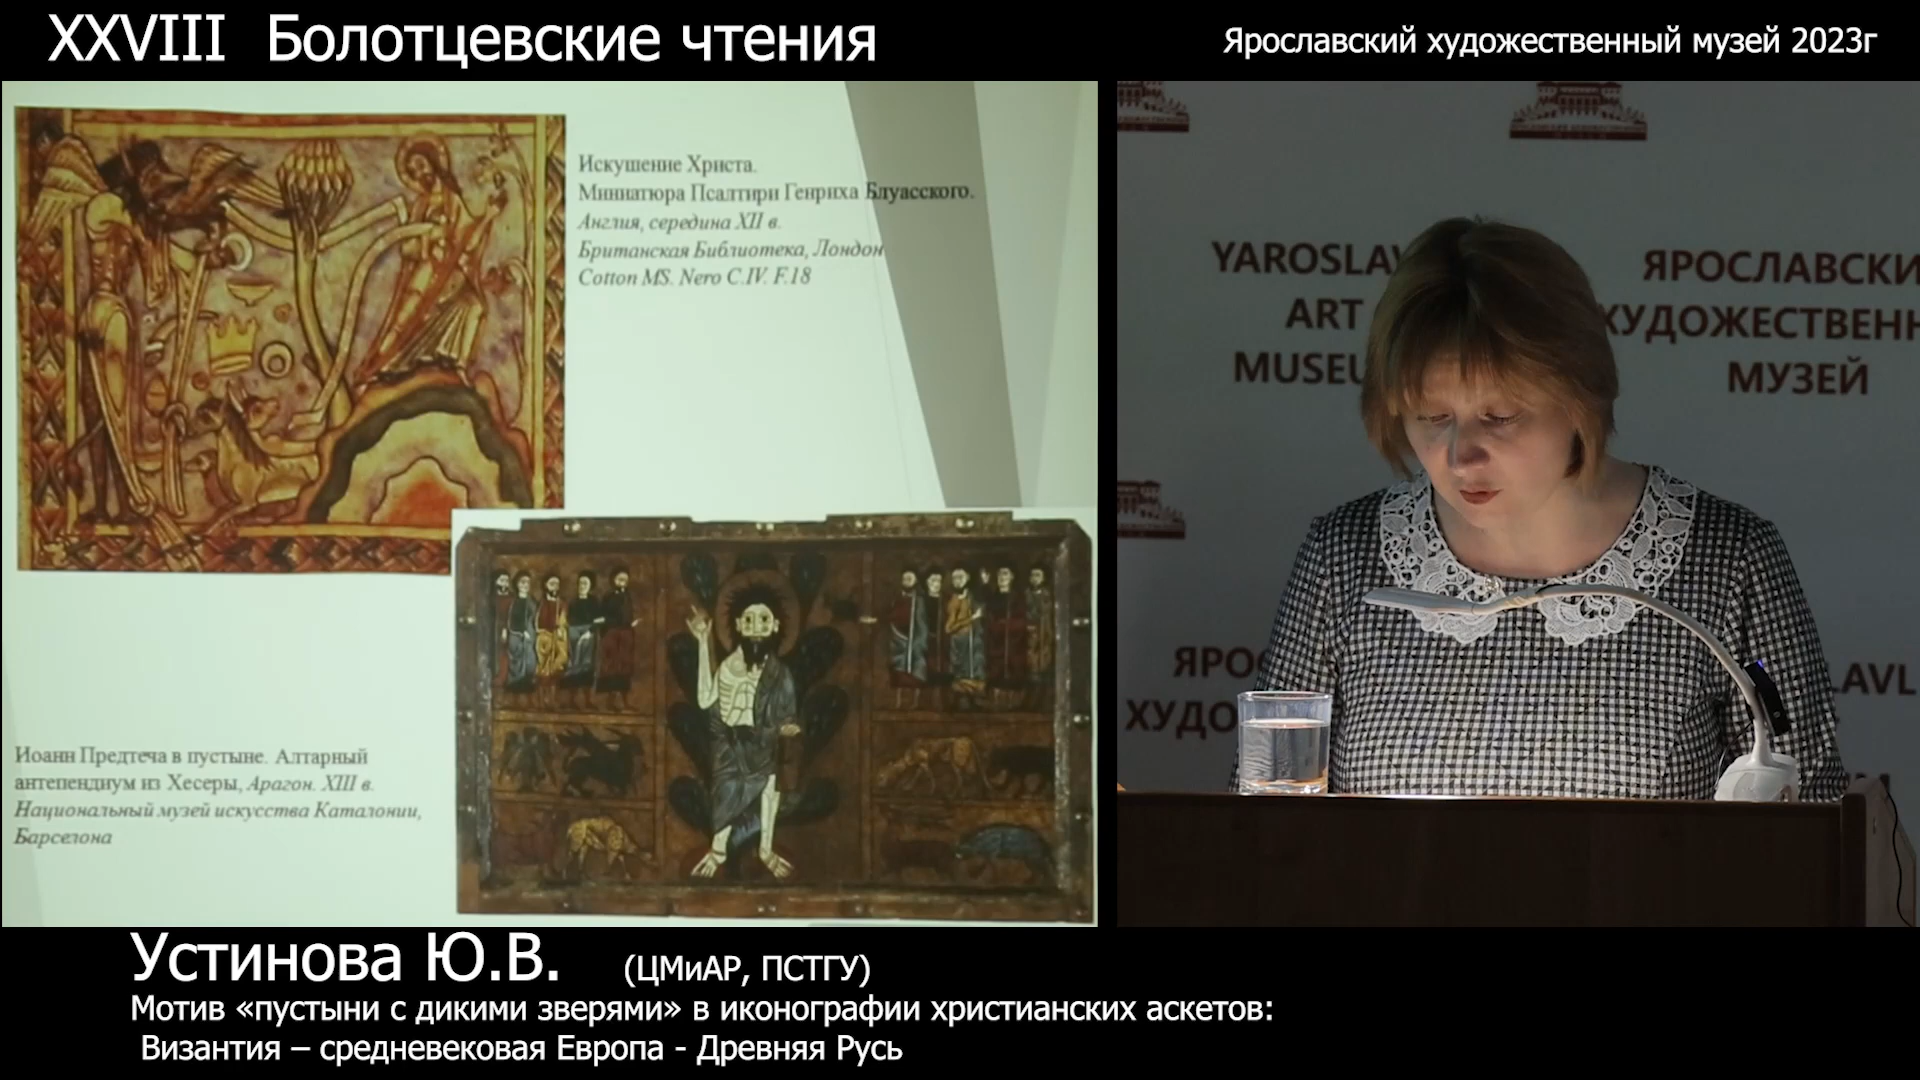 XXVIII Болотцевские чтения
Ярославский художественный музей 2023г
Искушение Христа.
Миниатюра Псалтири Генриха Блуасского.
Англия, середина XII в.
Британская Библиотека, Лондон
Cotton MS. Nero C.IV. F.18
Иоанн Предтеча в пустыне. Алтарный
антепендиум из Хесеры, Арагон. XIII в.
Национальный музей искусства Каталонии,
Барселона
YAROSLAV
ART
MUSEU
ЯРОСЛАВСКИ
ХУДОЖЕСТВЕНН
МУЗЕЙ
ЯРО
ХУДО
LAVL
Устинова Ю.В. (ЦМиАР, ПСТГУ)
Мотив «пустыни с дикими зверями» в иконографии христианских аскетов:
Византия – средневековая Европа - Древняя Русь